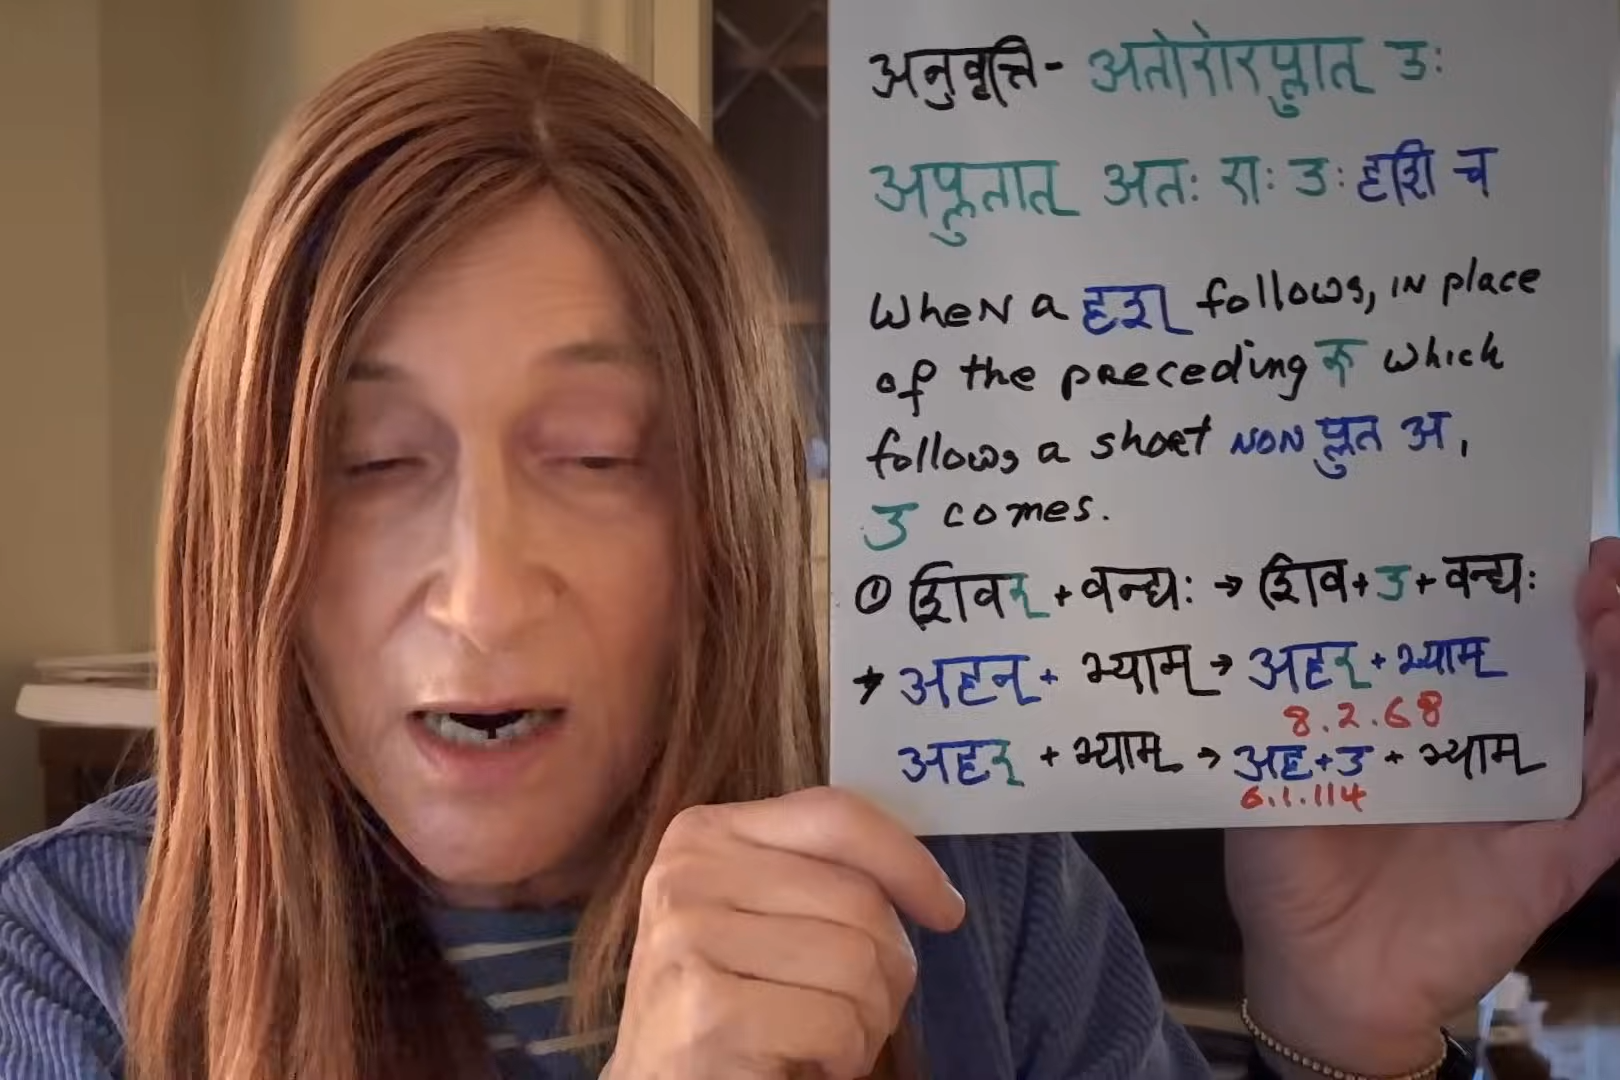 अनुवृत्ति- अतोरोरप्लुतात् उः
अप्लुतात् अतः राः उः हशि च
When a हश् follows, in place
of the preceding रु which
follows a short non प्लुत अ,
उ comes.
① शिवर् + वन्द्यः → शिव + उ + वन्द्यः
→ अहन् + भ्याम् → अहर् + भ्याम्
8.2.68
अहर् + भ्याम् → अह + उ + भ्याम्
6.1.114